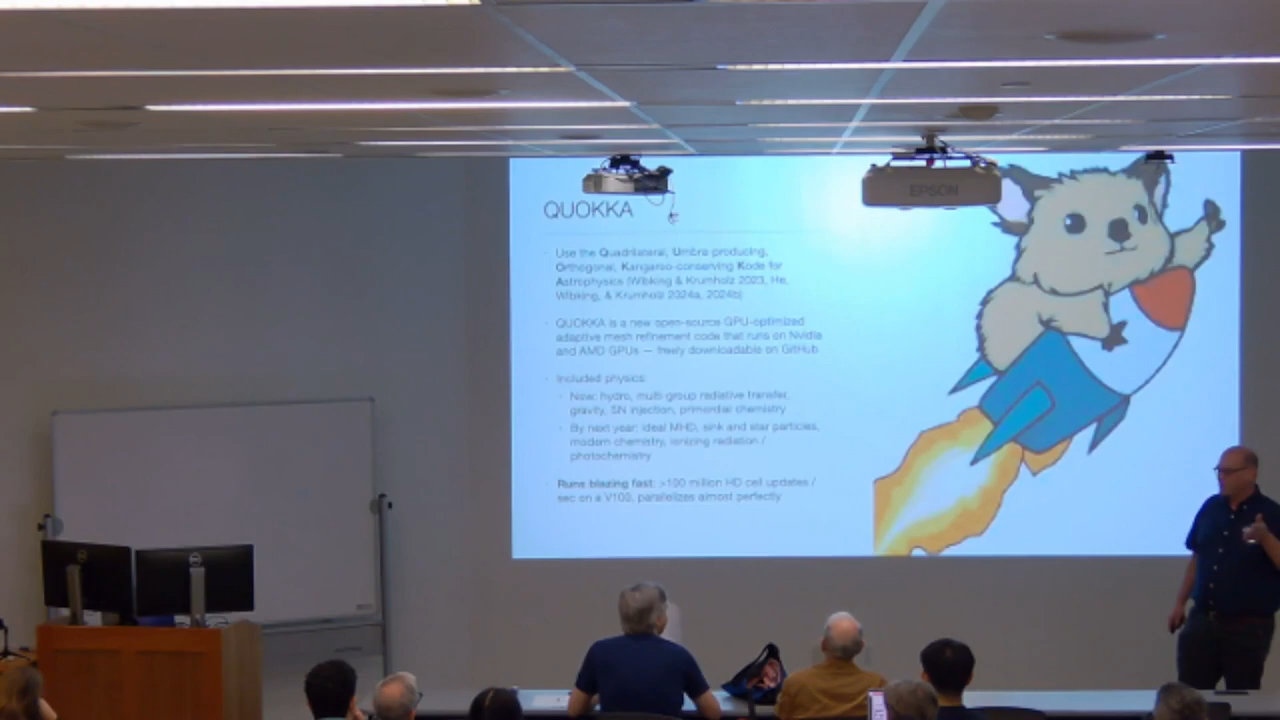 EPSON
QUOKKA
Use the Quadrilateral, Umbra-producing,
Orthogonal, Kangaroo-conserving Kode for
Astrophysics (Wibking & Krumholz 2023, He,
Wibking, & Krumholz 2024a, 2024b)
QUOKKA is a new open-source GPU-optimized
adaptive mesh refinement code that runs on Nvidia
and AMD GPUs — freely downloadable on GitHub
Included physics:
Now: hydro, multi-group radiative transfer,
gravity, SN injection, primordial chemistry
By next year: ideal MHD, sink and star particles,
modern chemistry, ionizing radiation /
photochemistry
Runs blazing fast: >100 million HD cell updates /
sec on a V100, parallelizes almost perfectly